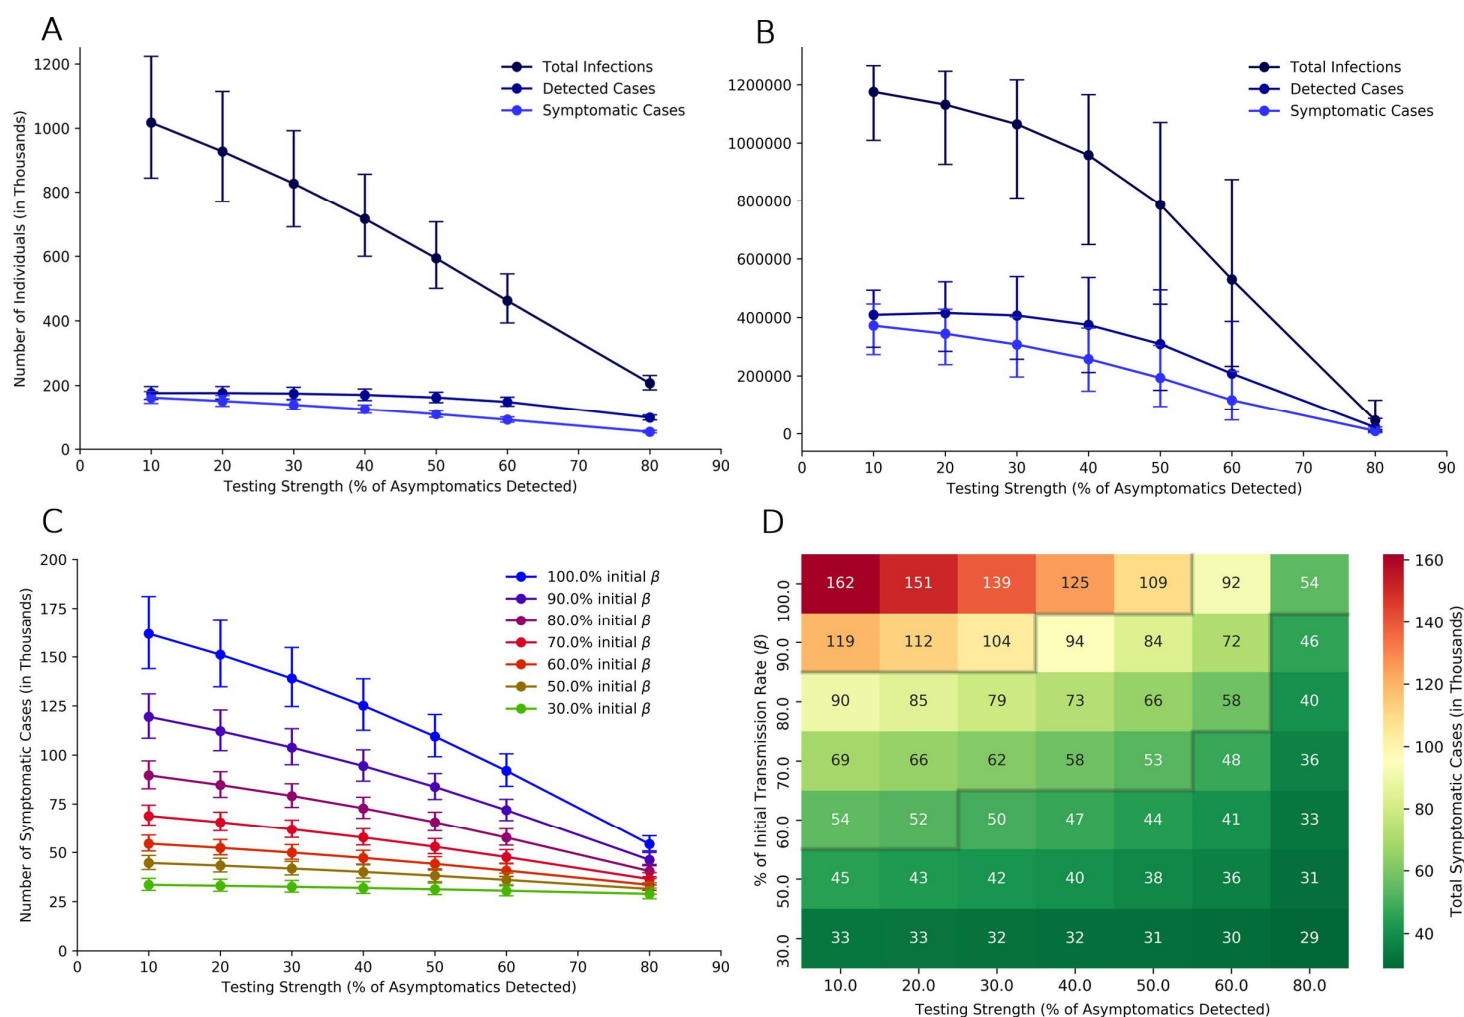 A
Number of Individuals (in Thousands)
1200
1000
800
600
400
200
0
0 10 20 30 40 50 60 70 80 90
Testing Strength (% of Asymptomatics Detected)
Total Infections
Detected Cases
Symptomatic Cases
B
1200000
1000000
800000
600000
400000
200000
0
0 10 20 30 40 50 60 70 80 90
Testing Strength (% of Asymptomatics Detected)
Total Infections
Detected Cases
Symptomatic Cases
C
Number of Symptomatic Cases (in Thousands)
200
175
150
125
100
75
50
25
0
0 10 20 30 40 50 60 70 80 90
Testing Strength (% of Asymptomatics Detected)
100.0% initial β
90.0% initial β
80.0% initial β
70.0% initial β
60.0% initial β
50.0% initial β
30.0% initial β
D
% of Initial Transmission Rate (β)
100.0 162 151 139 125 109 92 54
90.0 119 112 104 94 84 72 46
80.0 90 85 79 73 66 58 40
70.0 69 66 62 58 53 48 36
60.0 54 52 50 47 44 41 33
50.0 45 43 42 40 38 36 31
30.0 33 33 32 32 31 30 29
10.0 20.0 30.0 40.0 50.0 60.0 80.0
Testing Strength (% of Asymptomatics Detected)
160
140
120
100
80
60
40
Total Symptomatic Cases (in Thousands)